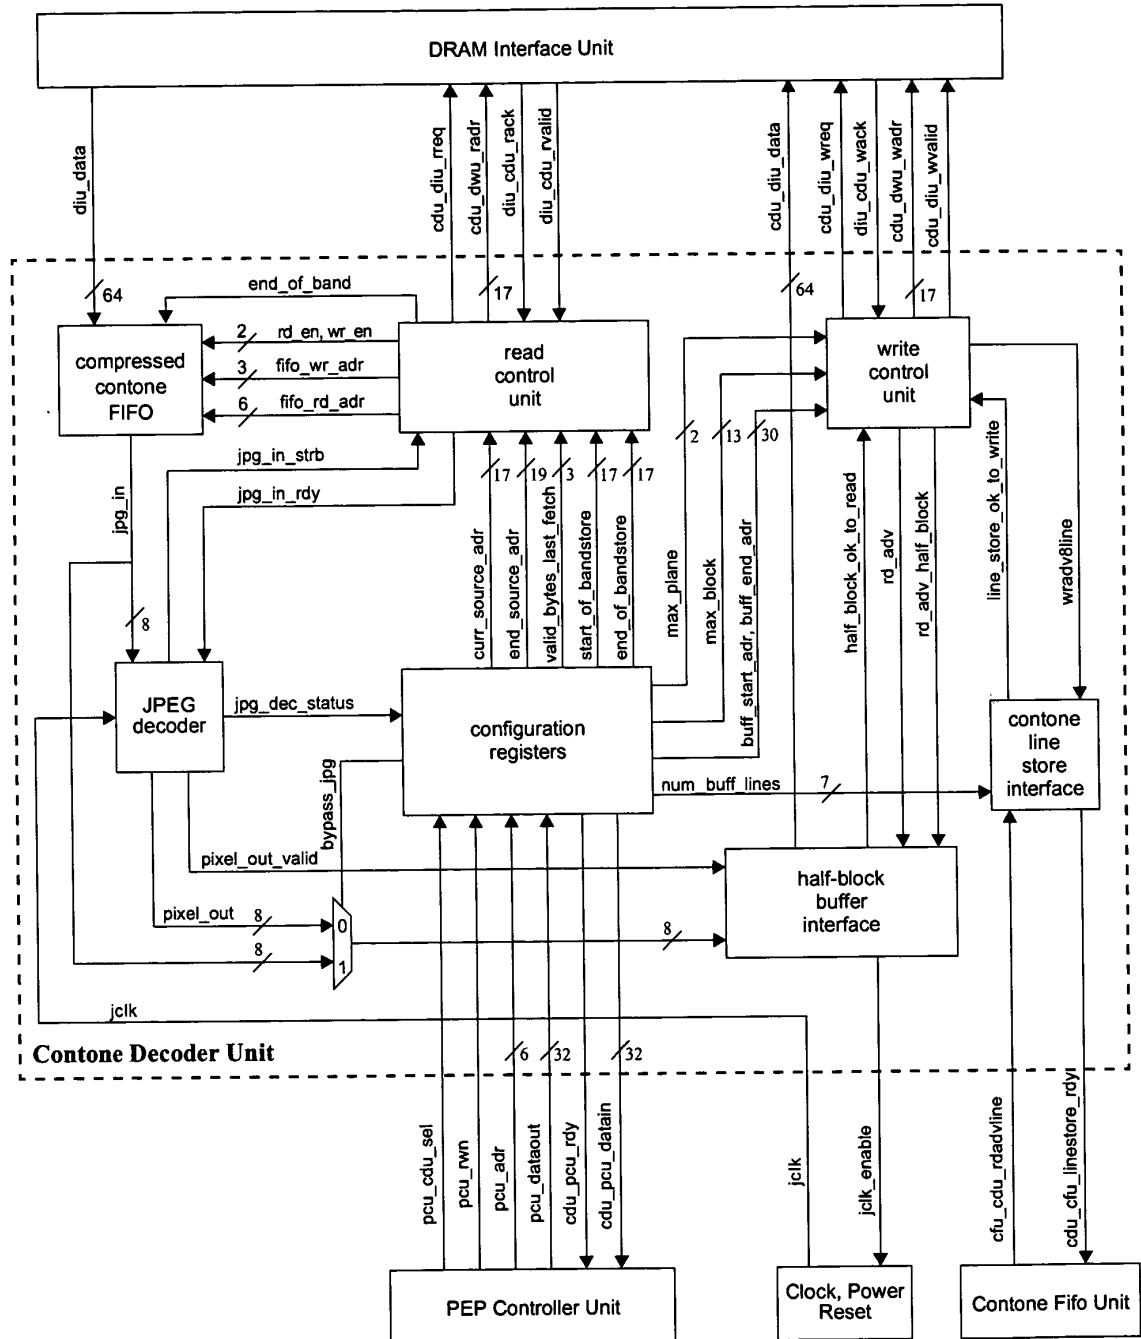 DRAM Interface Unit
diu_data
cdu_diu_rreq
cdu_dwu_radr
diu_cdu_rack
diu_cdu_rvalid
cdu_diu_data
cdu_diu_wreq
diu_cdu_wack
cdu_dwu_wadr
cdu_diu_wvalid
64
17
64
17
end_of_band
compressed
contone
FIFO
2
rd_en, wr_en
3
fifo_wr_adr
6
fifo_rd_adr
read
control
unit
write
control
unit
2
13
30
jpg_in
jpg_in_strb
jpg_in_rdy
17
19
3
17
17
curr_source_adr
end_source_adr
valid_bytes_last_fetch
start_of_bandstore
end_of_bandstore
max_plane
max_block
buff_start_adr, buff_end_adr
half_block_ok_to_read
rd_adv
rd_adv_half_block
line_store_ok_to_write
wradv8line
8
JPEG
decoder
jpg_dec_status
configuration
registers
contone
line
store
interface
bypass_jpg
num_buff_lines
7
pixel_out_valid
half-block
buffer
interface
pixel_out
8
0
8
8
1
jclk
Contone Decoder Unit
6
32
32
pcu_cdu_sel
pcu_rwn
pcu_adr
pcu_dataout
cdu_pcu_rdy
cdu_pcu_datain
jclk
jclk_enable
cfu_cdu_rdadvline
cdu_cfu_linestore_rdy
PEP Controller Unit
Clock, Power
Reset
Contone Fifo Unit